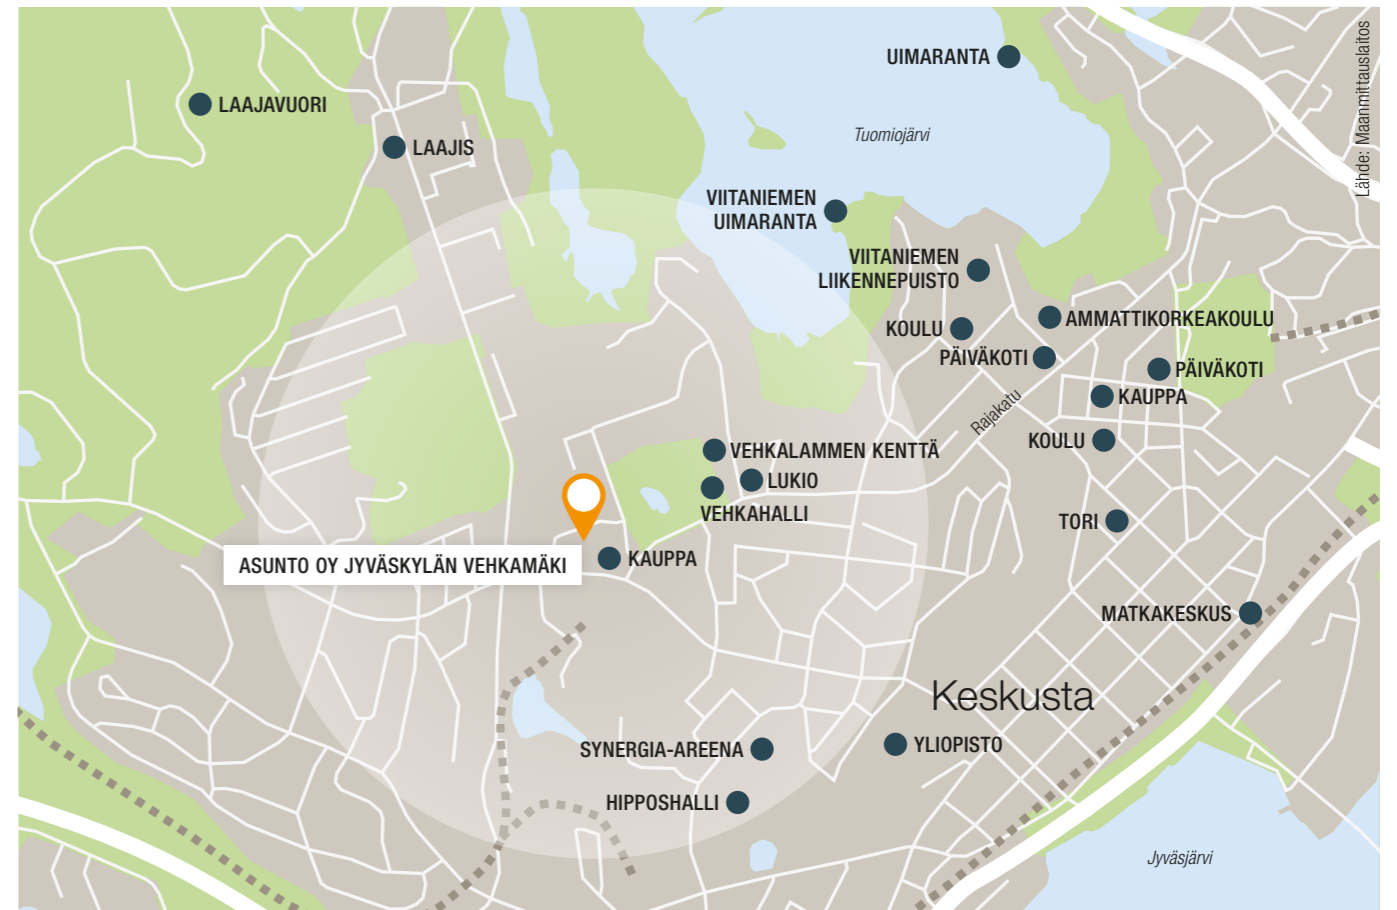 UIMARANTA
Lähde: Maanmittauslaitos
LAAJAVUORI
Tuomiojärvi
LAAJIS
VIITANIEMEN
UIMARANTA
VIITANIEMEN
LIIKENNEPUISTO
KOULU
AMMATTIKORKEAKOULU
PÄIVÄKOTI
PÄIVÄKOTI
KAUPPA
Rajakatu
KOULU
VEHKALAMMEN KENTTÄ
LUKIO
VEHKAHALLI
TORI
ASUNTO OY JYVÄSKYLÄN VEHKAMÄKI
KAUPPA
MATKAKESKUS
Keskusta
SYNERGIA-AREENA
YLIOPISTO
HIPPOSHALLI
Jyväsjärvi